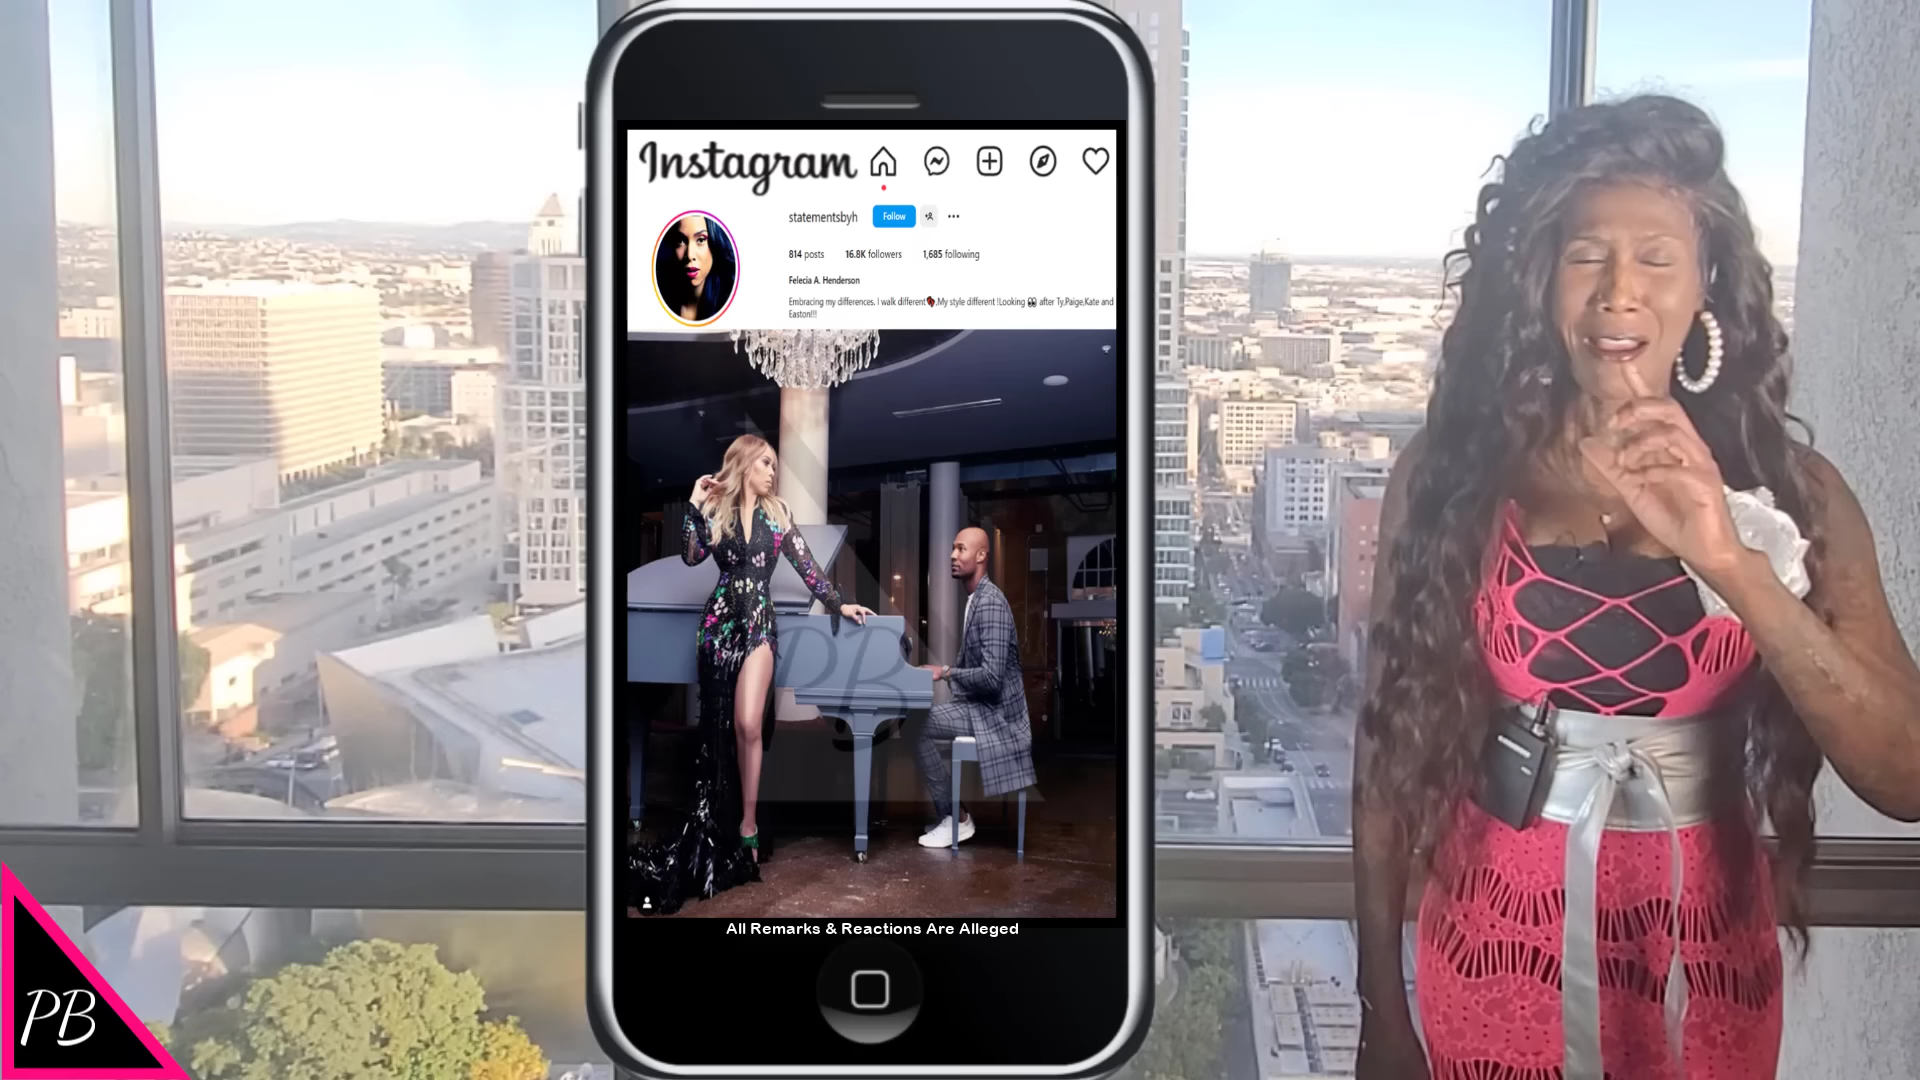 Instagram
statementsbyh Follow
814 posts 16.8K followers 1,685 following
Felecia A. Henderson
Embracing my differences. I walk different👣.My style different !Looking 👀 after Ty,Paige,Kate and
Easton!!!
PB
All Remarks & Reactions Are Alleged
PB